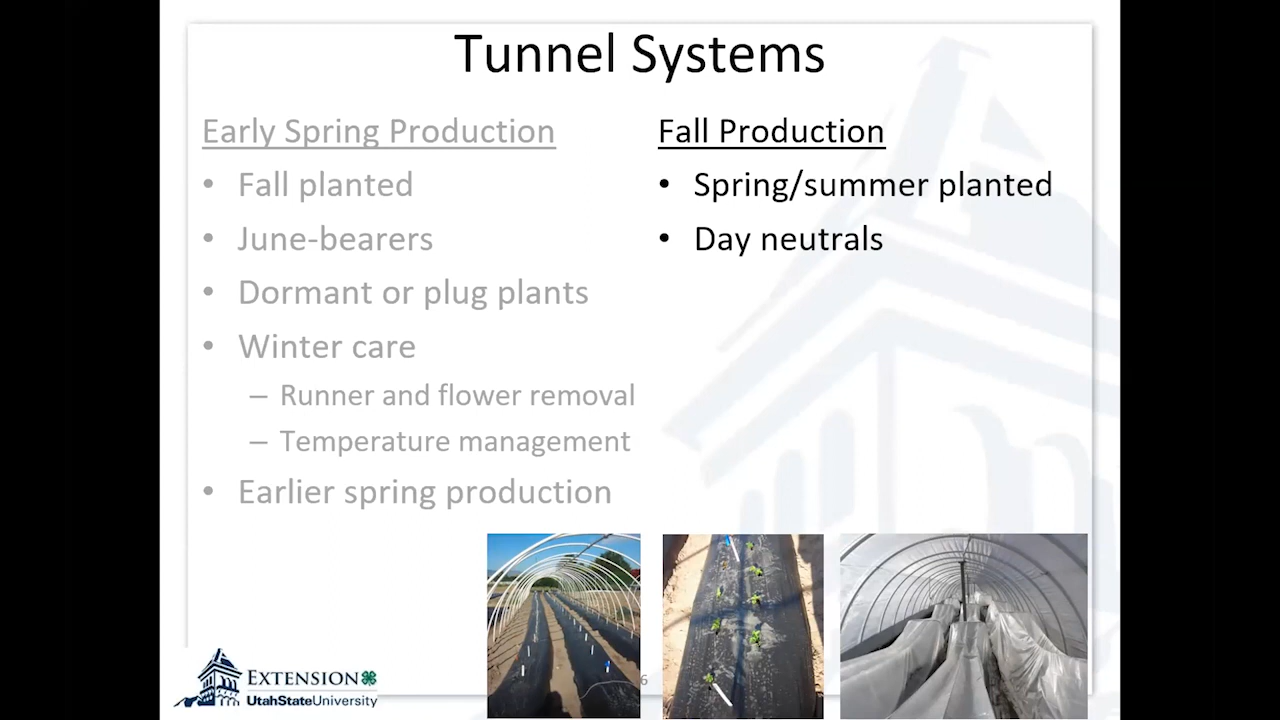 Tunnel Systems
Early Spring Production
• Fall planted
• June-bearers
• Dormant or plug plants
• Winter care
– Runner and flower removal
– Temperature management
• Earlier spring production
Fall Production
• Spring/summer planted
• Day neutrals
6
EXTENSION
UtahStateUniversity